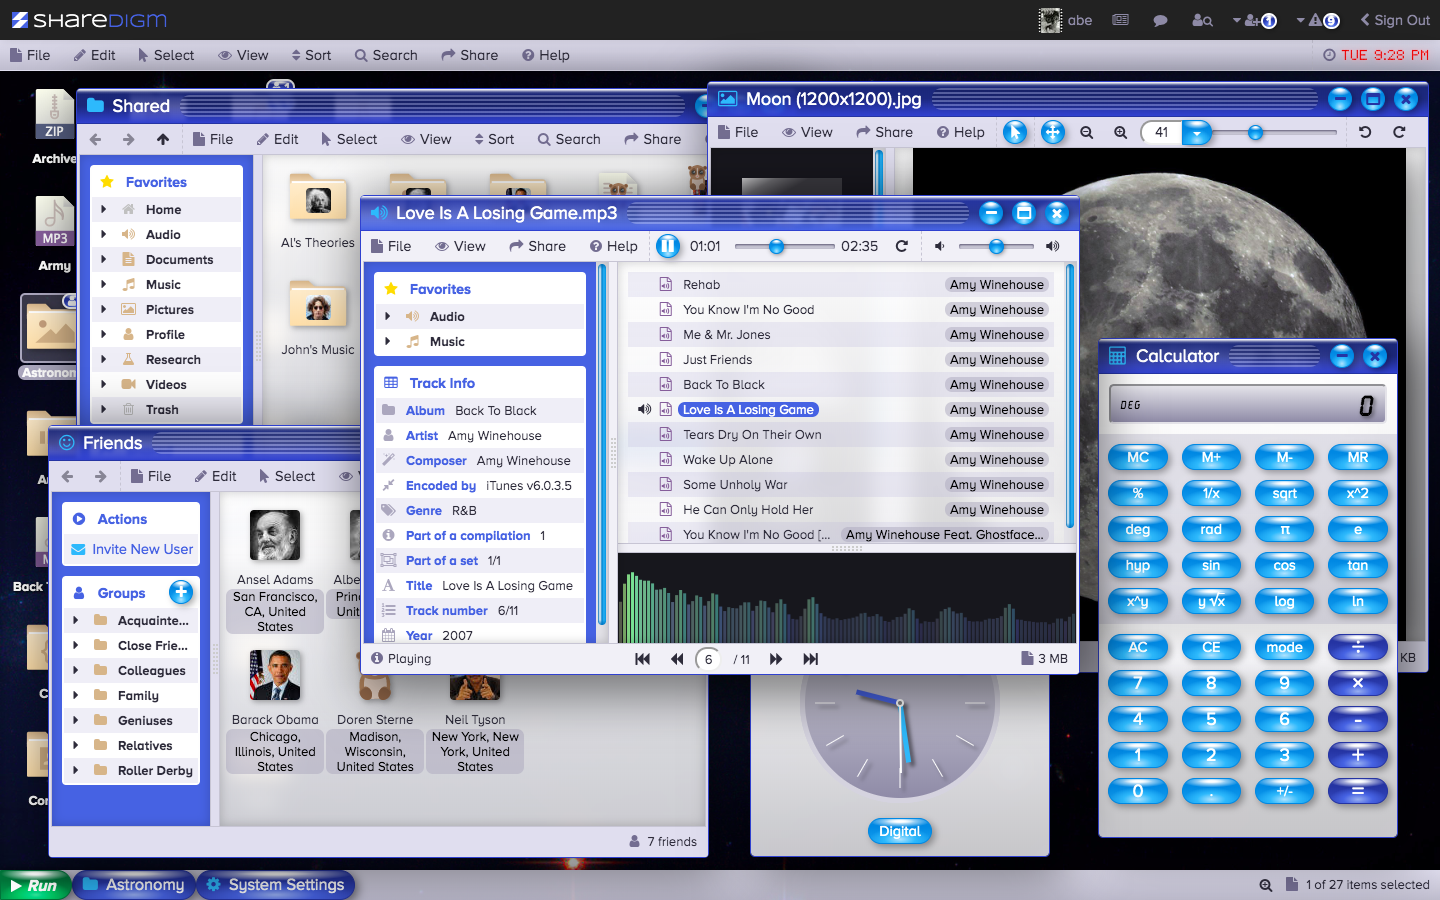 SHAREDIGM
abe
1
9
Sign Out
File Edit Select View Sort Search Share Help
TUE 9:28 PM
ZIP
Archive
MP3
Army
Shared
File Edit Select View Sort Search Share
Favorites
Home
Audio
Documents
Music
Pictures
Profile
Research
Videos
Trash
Al's Theories
John's Music
Moon (1200x1200).jpg
File View Share Help
41
KB
Love Is A Losing Game.mp3
File View Share Help
01:01
02:35
Favorites
Audio
Music
Track Info
Album Back To Black
Artist Amy Winehouse
Composer Amy Winehouse
Encoded by iTunes v6.0.3.5
Genre R&B
Part of a compilation 1
Part of a set 1/1
Title Love Is A Losing Game
Track number 6/11
Year 2007
Rehab Amy Winehouse
You Know I'm No Good Amy Winehouse
Me & Mr. Jones Amy Winehouse
Just Friends Amy Winehouse
Back To Black Amy Winehouse
Love Is A Losing Game Amy Winehouse
Tears Dry On Their Own Amy Winehouse
Wake Up Alone Amy Winehouse
Some Unholy War Amy Winehouse
He Can Only Hold Her Amy Winehouse
You Know I'm No Good [... Amy Winehouse Feat. Ghostface...
Playing
6 / 11
3 MB
Calculator
DEG 0
MC M+ M- MR
% 1/x sqrt x^2
deg rad π e
hyp sin cos tan
x^y y √x log ln
AC CE mode ÷
7 8 9 ×
4 5 6 -
1 2 3 +
0 . +/- =
Friends
File Edit Select
Actions
Invite New User
Groups
Acquainte...
Close Frie...
Colleagues
Family
Geniuses
Relatives
Roller Derby
Ansel Adams
San Francisco,
CA, United
States
Barack Obama
Chicago,
Illinois, United
States
Doren Sterne
Madison,
Wisconsin,
United States
Neil Tyson
New York, New
York, United
States
7 friends
Digital
Run
Astronomy
System Settings
1 of 27 items selected